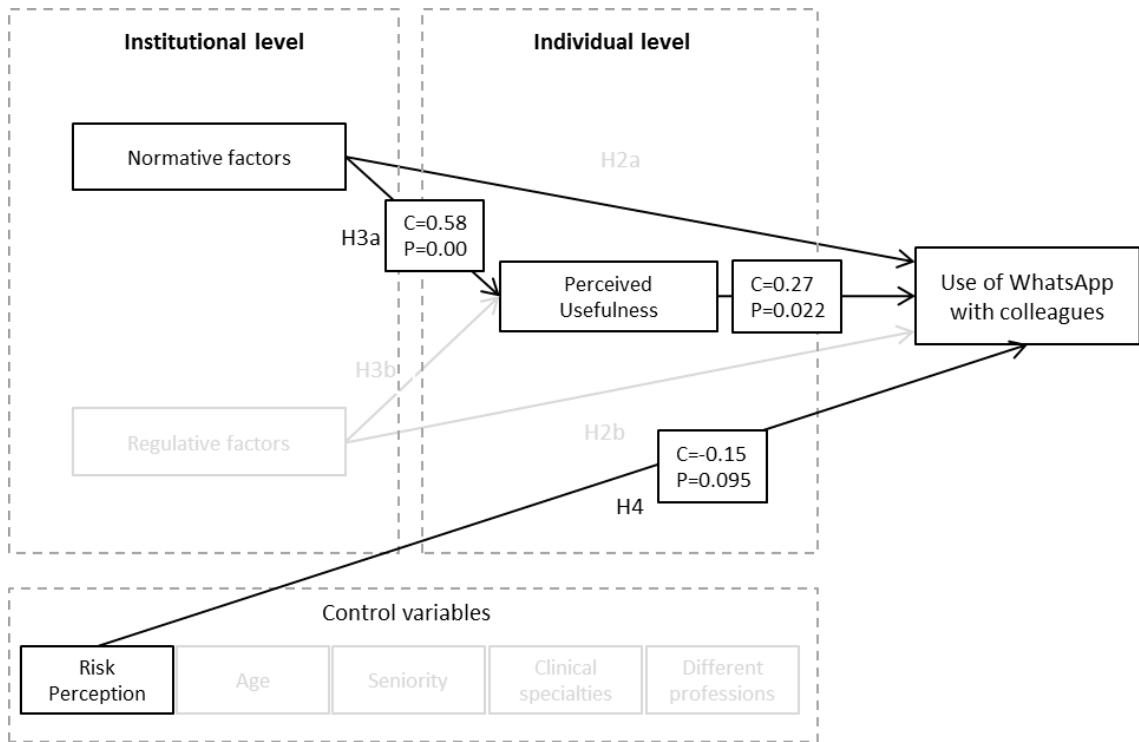 Institutional level
Individual level
Normative factors
H2a
C=0.58
P=0.00
H3a
Perceived
Usefulness
C=0.27
P=0.022
Use of WhatsApp
with colleagues
H3b
Regulative factors
H2b
C=-0.15
P=0.095
H4
Control variables
Risk
Perception
Age
Seniority
Clinical
specialties
Different
professions